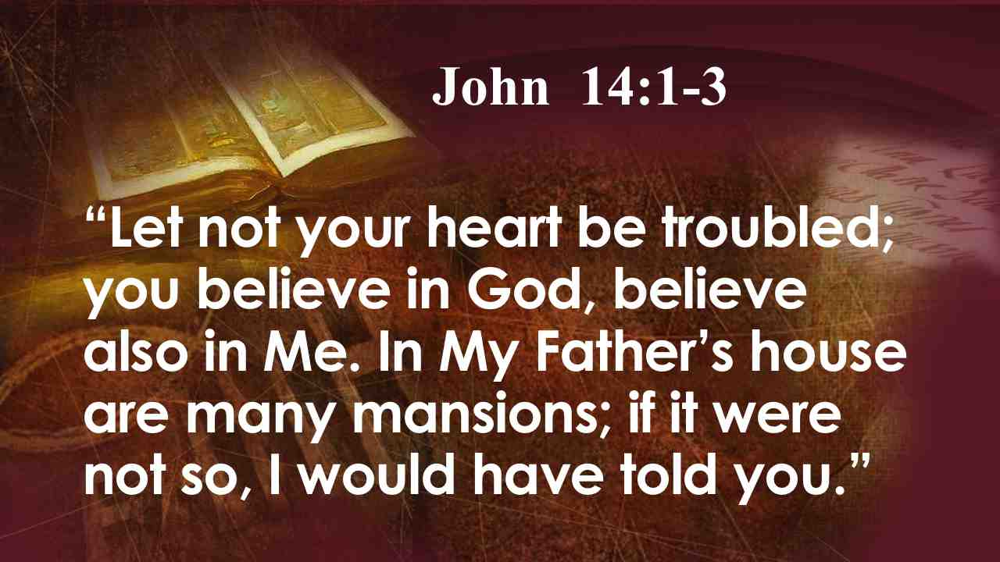 John 14:1-3
“Let not your heart be troubled;
you believe in God, believe
also in Me. In My Father’s house
are many mansions; if it were
not so, I would have told you.”